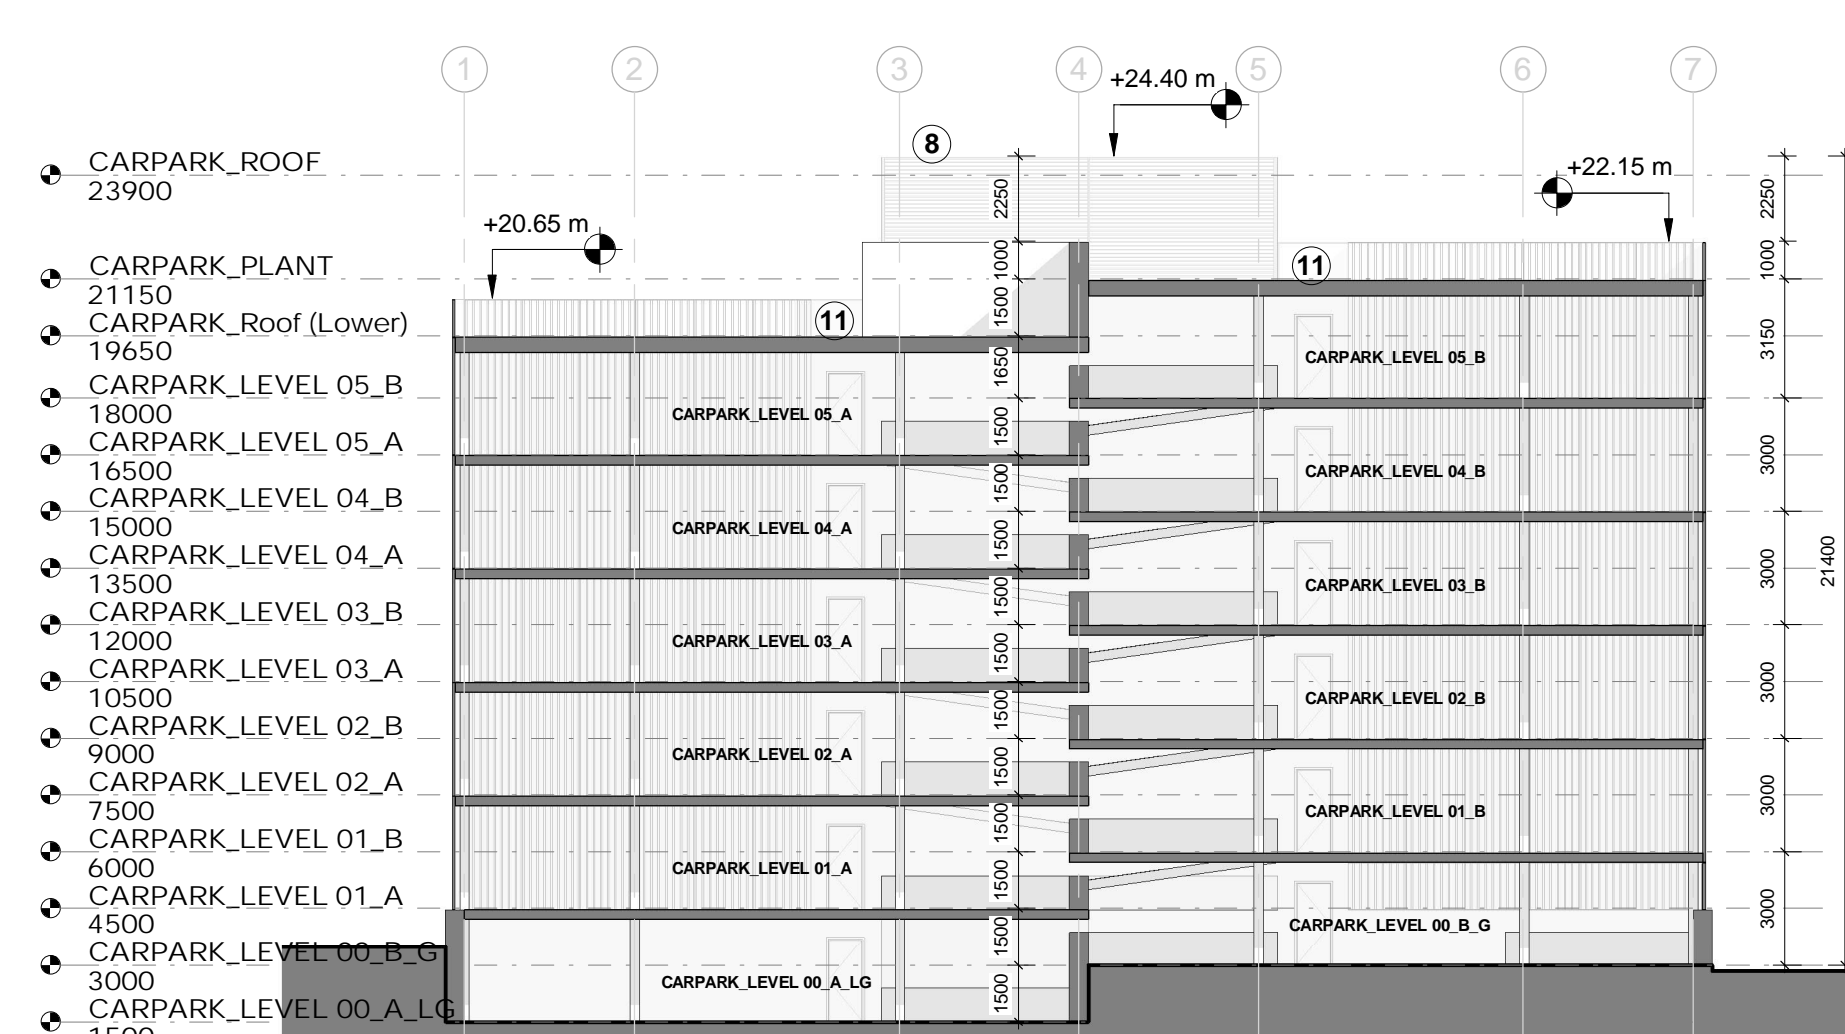 1 2 3 4 5 6 7
+24.40 m
8
CARPARK_ROOF
23900
+22.15 m
+20.65 m
CARPARK_PLANT
21150
11
CARPARK_Roof (Lower)
19650
11
CARPARK_LEVEL 05_B
18000
CARPARK_LEVEL 05_A
16500
CARPARK_LEVEL 04_B
15000
CARPARK_LEVEL 04_A
13500
CARPARK_LEVEL 03_B
12000
CARPARK_LEVEL 03_A
10500
CARPARK_LEVEL 02_B
9000
CARPARK_LEVEL 02_A
7500
CARPARK_LEVEL 01_B
6000
CARPARK_LEVEL 01_A
4500
CARPARK_LEVEL 00_B_G
3000
CARPARK_LEVEL 00_A_LG
CARPARK_LEVEL 05_A
CARPARK_LEVEL 04_A
CARPARK_LEVEL 03_A
CARPARK_LEVEL 02_A
CARPARK_LEVEL 01_A
CARPARK_LEVEL 00_A_LG
2250
1000
1500
1650
1500
1500
1500
1500
1500
1500
1500
1500
1500
1500
1500
CARPARK_LEVEL 05_B
CARPARK_LEVEL 04_B
CARPARK_LEVEL 03_B
CARPARK_LEVEL 02_B
CARPARK_LEVEL 01_B
CARPARK_LEVEL 00_B_G
2250
1000
3150
3000
3000
3000
3000
3000
21400